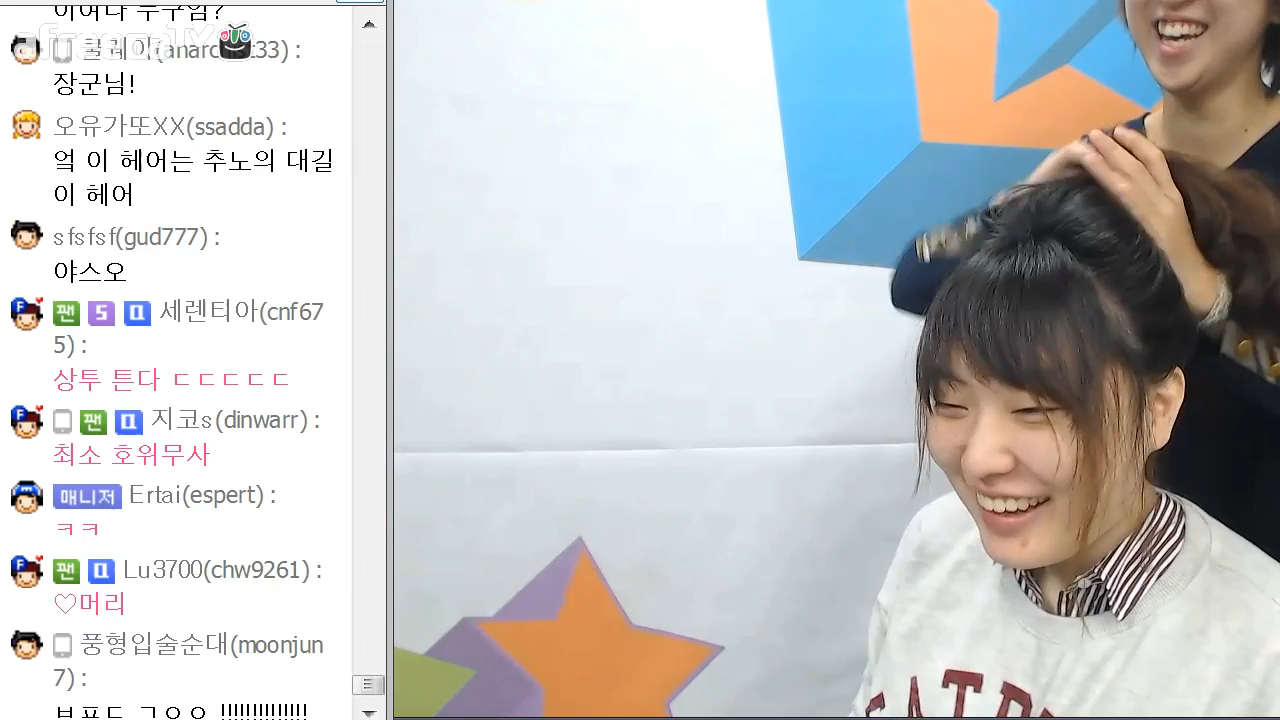 afreecaTV
(anarchist33) :
장군님!
오유가또XX(ssadda) :
엌 이 헤어는 추노의 대길
이 헤어
sfsfsf(gud777) :
야스오
팬 S 세렌티아(cnf67
5) :
상투 튼다 ㄷㄷㄷㄷㄷ
팬 지코s(dinwarr) :
최소 호위무사
매니저 Ertai(espert) :
ㅋㅋ
팬 Lu3700(chw9261) :
♡머리
풍형입술순대(moonjun
7) :